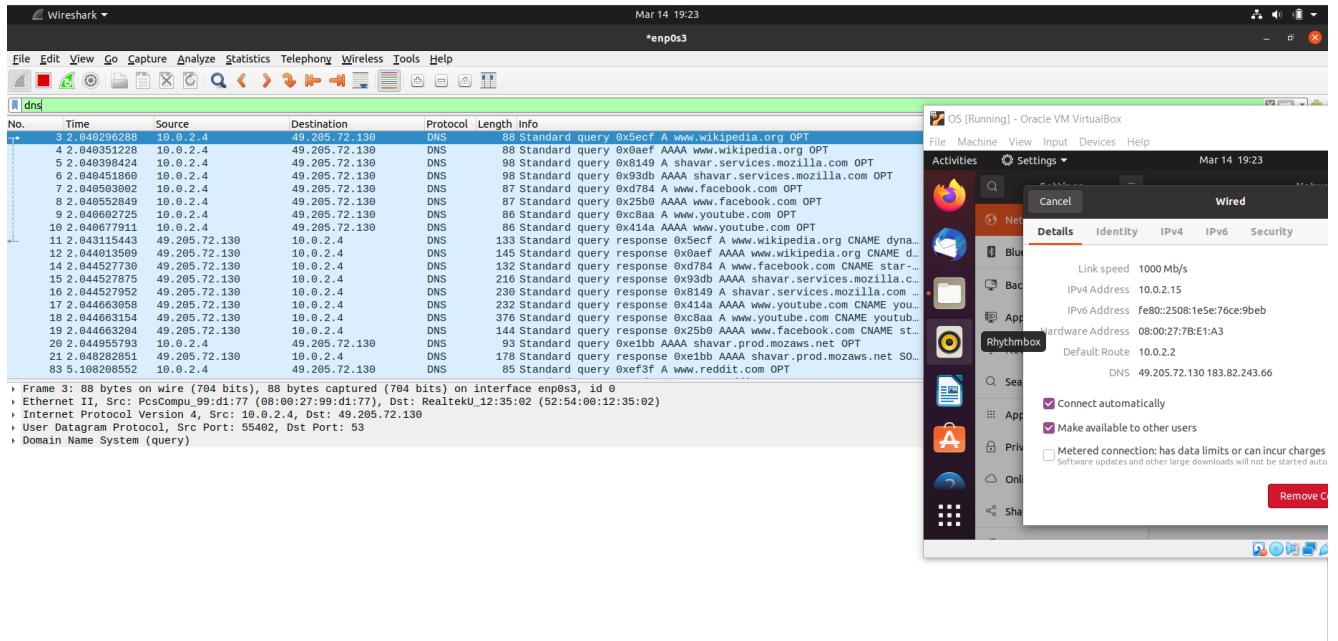 Wireshark
Mar 14 19:23
*enp0s3
File Edit View Go Capture Analyze Statistics Telephony Wireless Tools Help
dns
No. Time Source Destination Protocol Length Info
3 2.040296288 10.0.2.4 49.205.72.130 DNS 88 Standard query 0x5ecf A www.wikipedia.org OPT
4 2.040351228 10.0.2.4 49.205.72.130 DNS 88 Standard query 0x0aef AAAA www.wikipedia.org OPT
5 2.040398424 10.0.2.4 49.205.72.130 DNS 98 Standard query 0x8149 A shavar.services.mozilla.com OPT
6 2.040451860 10.0.2.4 49.205.72.130 DNS 98 Standard query 0x93db AAAA shavar.services.mozilla.com OPT
7 2.040503002 10.0.2.4 49.205.72.130 DNS 87 Standard query 0xd784 A www.facebook.com OPT
8 2.040552849 10.0.2.4 49.205.72.130 DNS 87 Standard query 0x25b0 AAAA www.facebook.com OPT
9 2.040602725 10.0.2.4 49.205.72.130 DNS 86 Standard query 0xc8aa A www.youtube.com OPT
10 2.040677911 10.0.2.4 49.205.72.130 DNS 86 Standard query 0x414a AAAA www.youtube.com OPT
11 2.043115443 49.205.72.130 10.0.2.4 DNS 133 Standard query response 0x5ecf A www.wikipedia.org CNAME dyna…
12 2.044013509 49.205.72.130 10.0.2.4 DNS 145 Standard query response 0x0aef AAAA www.wikipedia.org CNAME d…
14 2.044527730 49.205.72.130 10.0.2.4 DNS 132 Standard query response 0xd784 A www.facebook.com CNAME star-…
15 2.044527875 49.205.72.130 10.0.2.4 DNS 216 Standard query response 0x93db AAAA shavar.services.mozilla.c…
16 2.044527952 49.205.72.130 10.0.2.4 DNS 230 Standard query response 0x8149 A shavar.services.mozilla.com …
17 2.044663058 49.205.72.130 10.0.2.4 DNS 232 Standard query response 0x414a AAAA www.youtube.com CNAME you…
18 2.044663154 49.205.72.130 10.0.2.4 DNS 376 Standard query response 0xc8aa A www.youtube.com CNAME youtub…
19 2.044663204 49.205.72.130 10.0.2.4 DNS 144 Standard query response 0x25b0 AAAA www.facebook.com CNAME st…
20 2.044955793 10.0.2.4 49.205.72.130 DNS 93 Standard query 0xe1bb AAAA shavar.prod.mozaws.net OPT
21 2.048282851 49.205.72.130 10.0.2.4 DNS 178 Standard query response 0xe1bb AAAA shavar.prod.mozaws.net SO…
83 5.108208552 10.0.2.4 49.205.72.130 DNS 85 Standard query 0xef3f A www.reddit.com OPT
Frame 3: 88 bytes on wire (704 bits), 88 bytes captured (704 bits) on interface enp0s3, id 0
Ethernet II, Src: PcsCompu_99:d1:77 (08:00:27:99:d1:77), Dst: RealtekU_12:35:02 (52:54:00:12:35:02)
Internet Protocol Version 4, Src: 10.0.2.4, Dst: 49.205.72.130
User Datagram Protocol, Src Port: 55402, Dst Port: 53
Domain Name System (query)
OS [Running] - Oracle VM VirtualBox
File Machine View Input Devices Help
Activities Settings Mar 14 19:23
Cancel Wired
Details Identity IPv4 IPv6 Security
Link speed 1000 Mb/s
IPv4 Address 10.0.2.15
IPv6 Address fe80::2508:1e5e:76ce:9beb
Hardware Address 08:00:27:7B:E1:A3
Default Route 10.0.2.2
DNS 49.205.72.130 183.82.243.66
Connect automatically
Make available to other users
Metered connection: has data limits or can incur charges
Software updates and other large downloads will not be started auto
Remove Co
Rhythmbox
Net
Blue
Bac
App
Sea
App
Priv
Onli
Sha